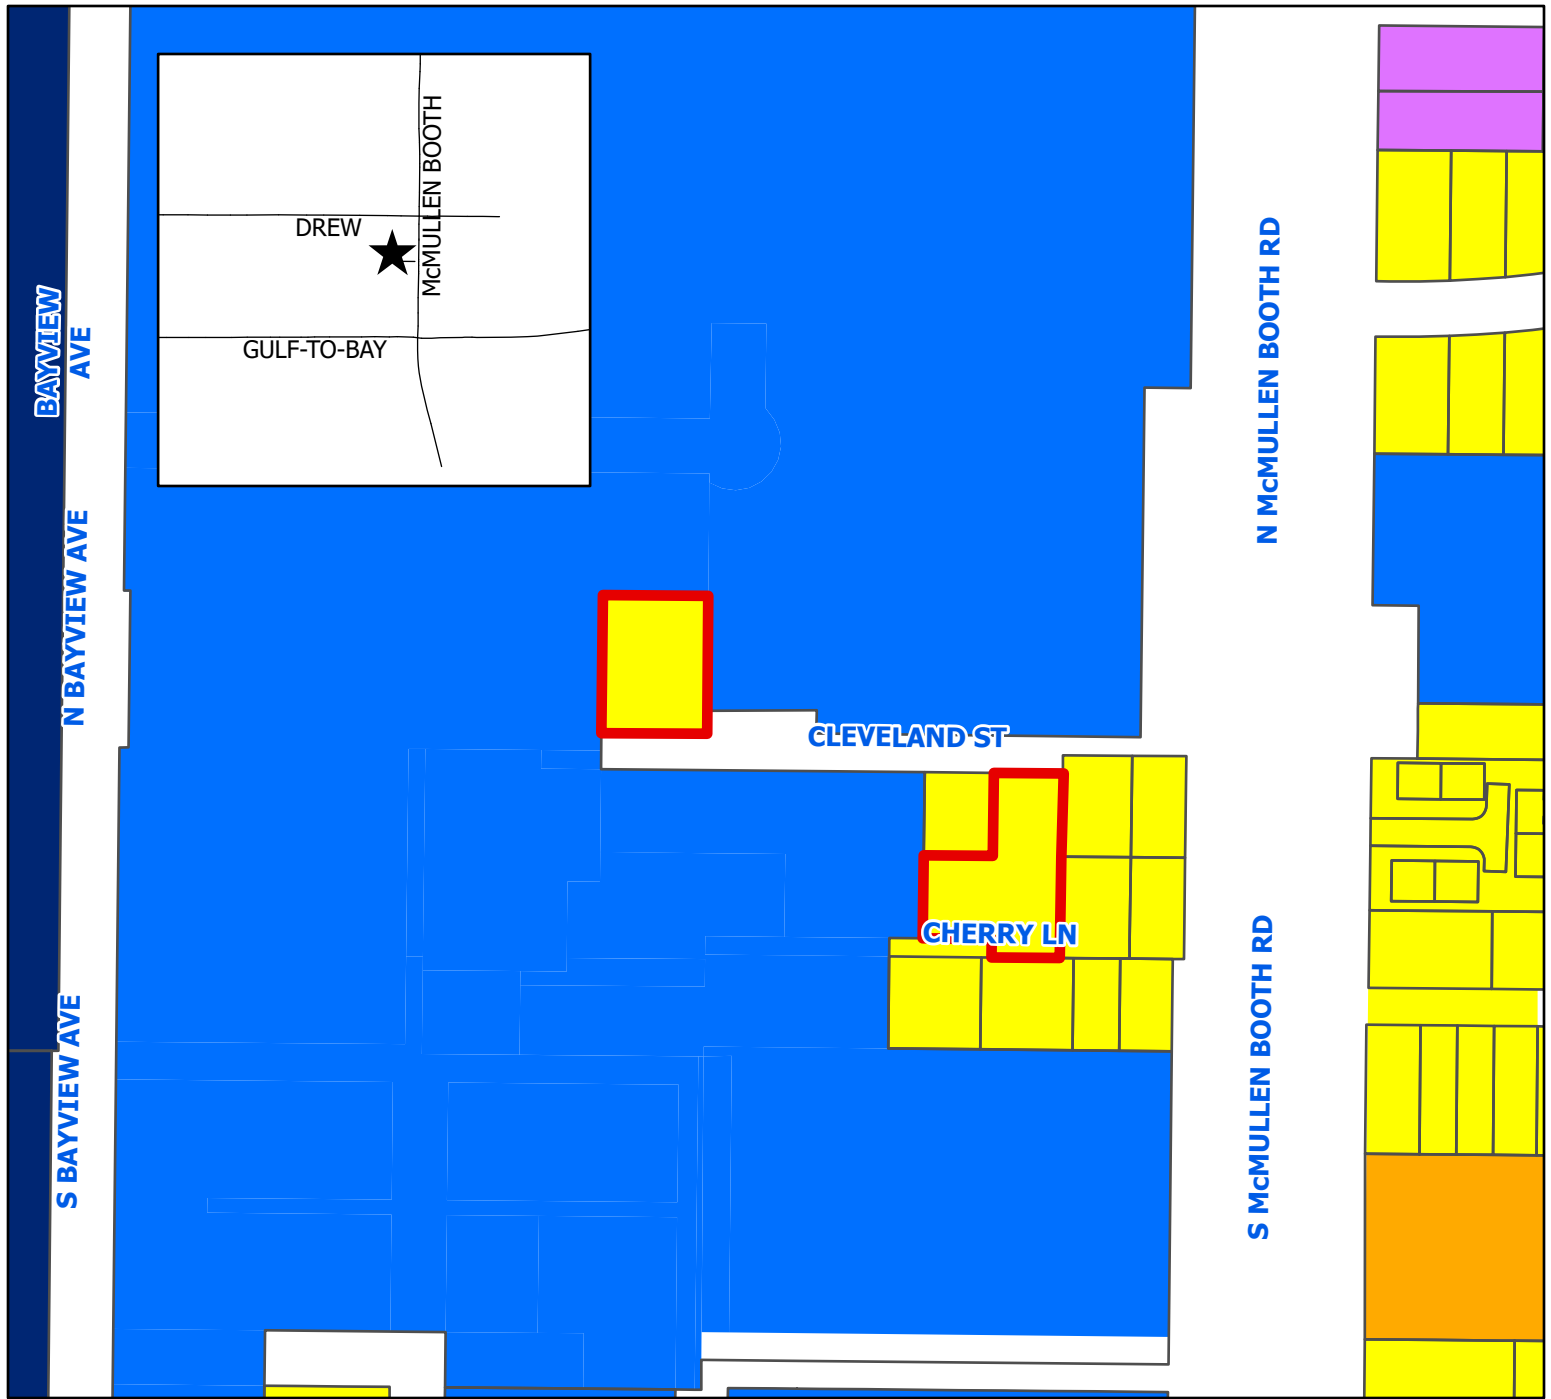 McMULLEN BOOTH
DREW
GULF-TO-BAY
BAYVIEW
AVE
N BAYVIEW AVE
S BAYVIEW AVE
N McMULLEN BOOTH RD
CLEVELAND ST
CHERRY LN
S McMULLEN BOOTH RD